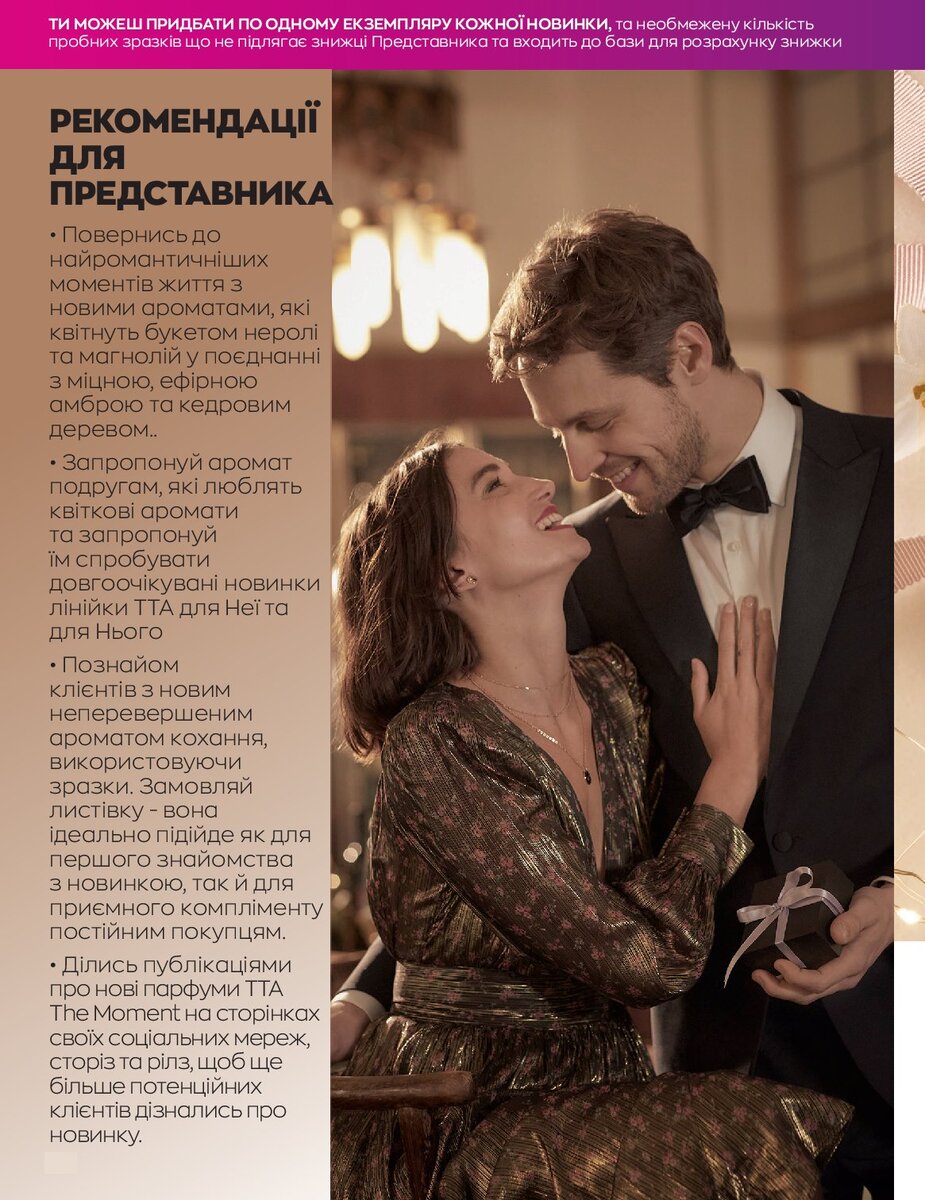 ТИ МОЖЕШ ПРИДБАТИ ПО ОДНОМУ ЕКЗЕМПЛЯРУ КОЖНОЇ НОВИНКИ, та необмежену кількість
пробних зразків що не підлягає знижці Представника та входить до бази для розрахунку знижки
РЕКОМЕНДАЦІЇ
ДЛЯ
ПРЕДСТАВНИКА
• Повернись до
найромантичніших
моментів життя з
новими ароматами, які
квітнуть букетом неролі
та магнолій у поєднанні
з міцною, ефірною
амброю та кедровим
деревом..
• Запропонуй аромат
подругам, які люблять
квіткові аромати
та запропонуй
їм спробувати
довгоочікувані новинки
лінійки ТТА для Неї та
для Нього
• Познайом
клієнтів з новим
неперевершеним
ароматом кохання,
використовуючи
зразки. Замовляй
листівку - вона
ідеально підійде як для
першого знайомства
з новинкою, так й для
приємного компліменту
постійним покупцям.
• Ділись публікаціями
про нові парфуми ТТА
The Moment на сторінках
своїх соціальних мереж,
сторіз та рілз, щоб ще
більше потенційних
клієнтів дізнались про
новинку.